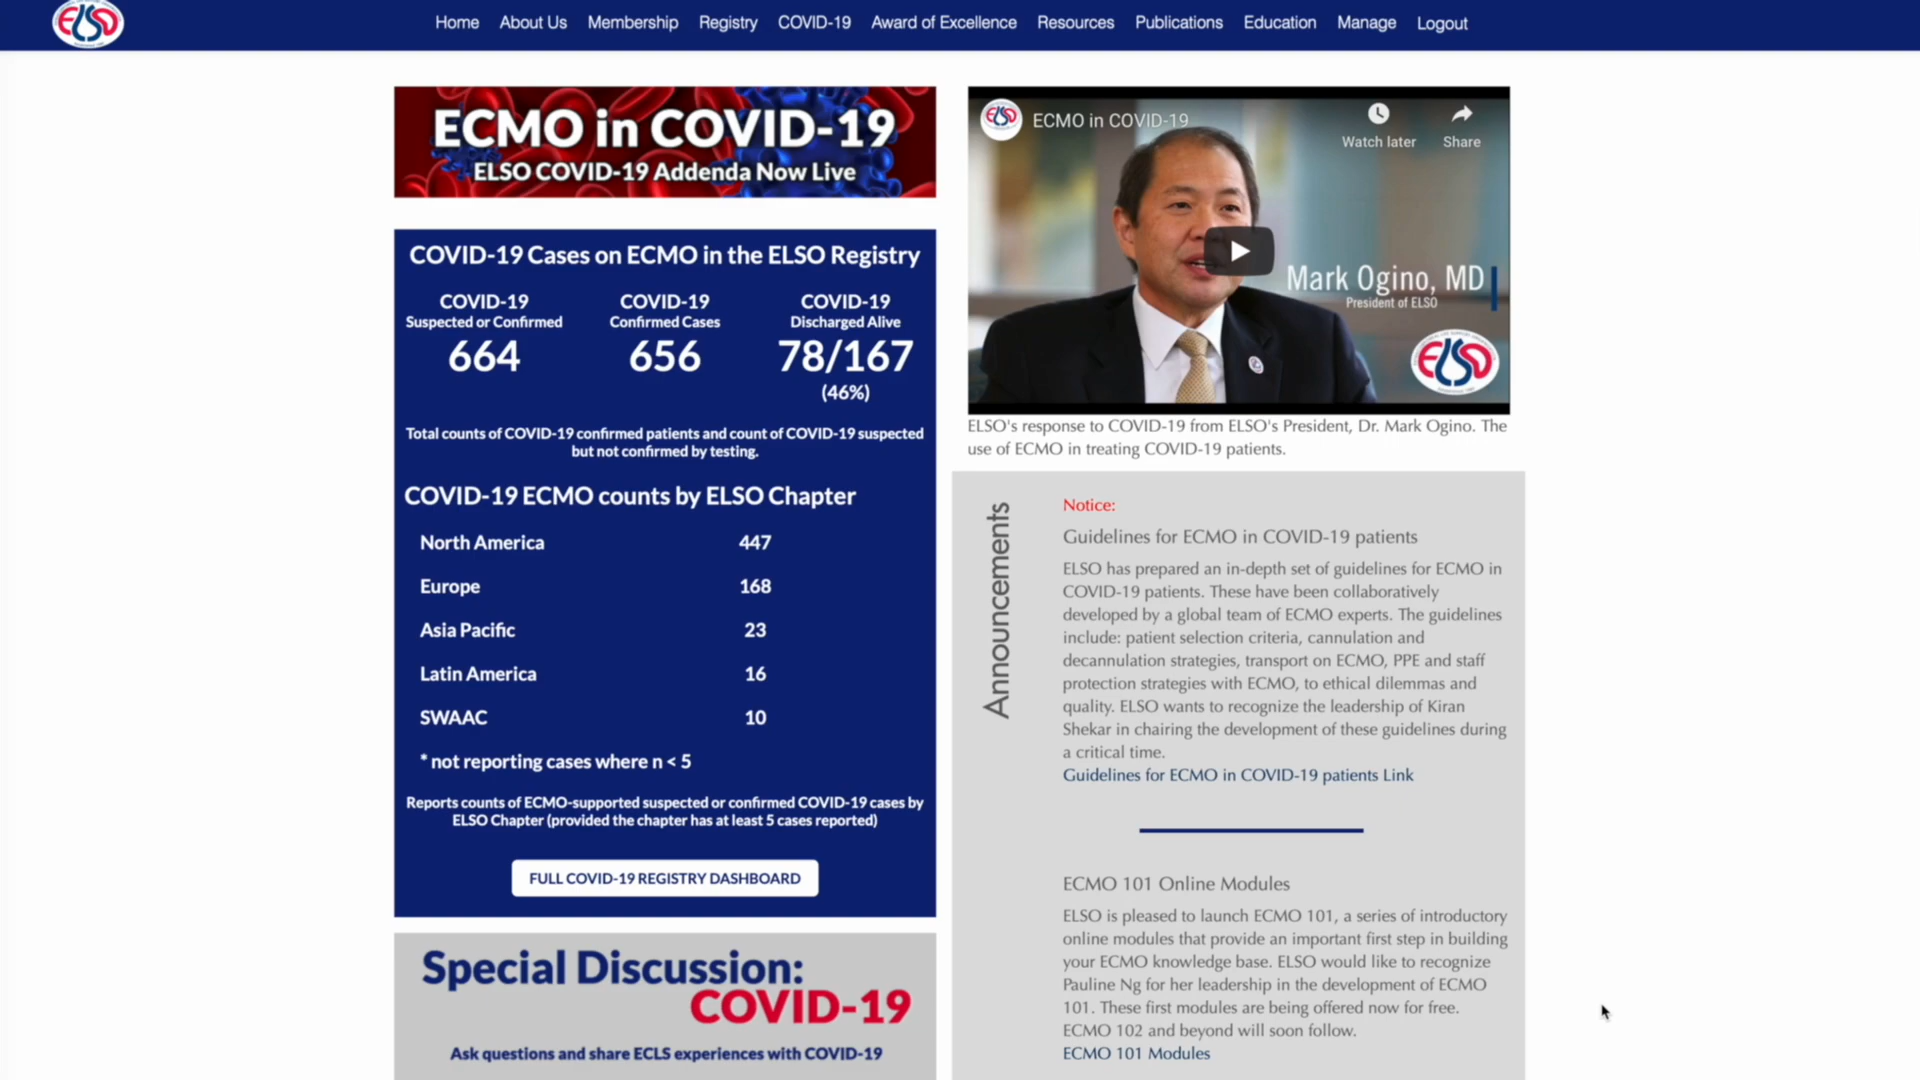 ELSO
Home About Us Membership Registry COVID-19 Award of Excellence Resources Publications Education Manage Logout
ECMO in COVID-19
ELSO COVID-19 Addenda Now Live
COVID-19 Cases on ECMO in the ELSO Registry
COVID-19 COVID-19 COVID-19
Suspected or Confirmed Confirmed Cases Discharged Alive
664 656 78/167
(46%)
Total counts of COVID-19 confirmed patients and count of COVID-19 suspected
but not confirmed by testing.
COVID-19 ECMO counts by ELSO Chapter
North America 447
Europe 168
Asia Pacific 23
Latin America 16
SWAAC 10
* not reporting cases where n < 5
Reports counts of ECMO-supported suspected or confirmed COVID-19 cases by
ELSO Chapter (provided the chapter has at least 5 cases reported)
FULL COVID-19 REGISTRY DASHBOARD
Special Discussion:
COVID-19
Ask questions and share ECLS experiences with COVID-19
ELSO
ECMO in COVID-19
Watch later Share
Mark Ogino, MD
President of ELSO
ELSO
ELSO's response to COVID-19 from ELSO's President, Dr. Mark Ogino. The
use of ECMO in treating COVID-19 patients.
Announcements
Notice:
Guidelines for ECMO in COVID-19 patients
ELSO has prepared an in-depth set of guidelines for ECMO in
COVID-19 patients. These have been collaboratively
developed by a global team of ECMO experts. The guidelines
include: patient selection criteria, cannulation and
decannulation strategies, transport on ECMO, PPE and staff
protection strategies with ECMO, to ethical dilemmas and
quality. ELSO wants to recognize the leadership of Kiran
Shekar in chairing the development of these guidelines during
a critical time.
Guidelines for ECMO in COVID-19 patients Link
ECMO 101 Online Modules
ELSO is pleased to launch ECMO 101, a series of introductory
online modules that provide an important first step in building
your ECMO knowledge base. ELSO would like to recognize
Pauline Ng for her leadership in the development of ECMO
101. These first modules are being offered now for free.
ECMO 102 and beyond will soon follow.
ECMO 101 Modules